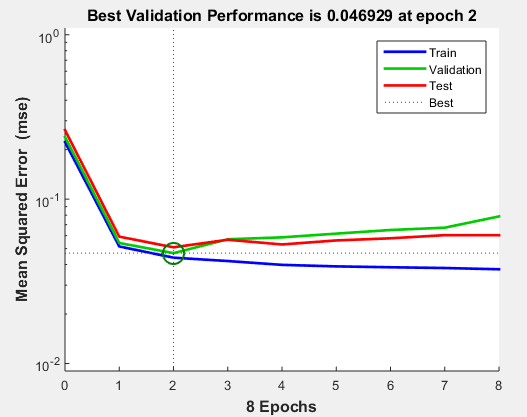 Best Validation Performance is 0.046929 at epoch 2
Mean Squared Error (mse)
10^0
10^-1
10^-2
Train
Validation
Test
Best
0 1 2 3 4 5 6 7 8
8 Epochs